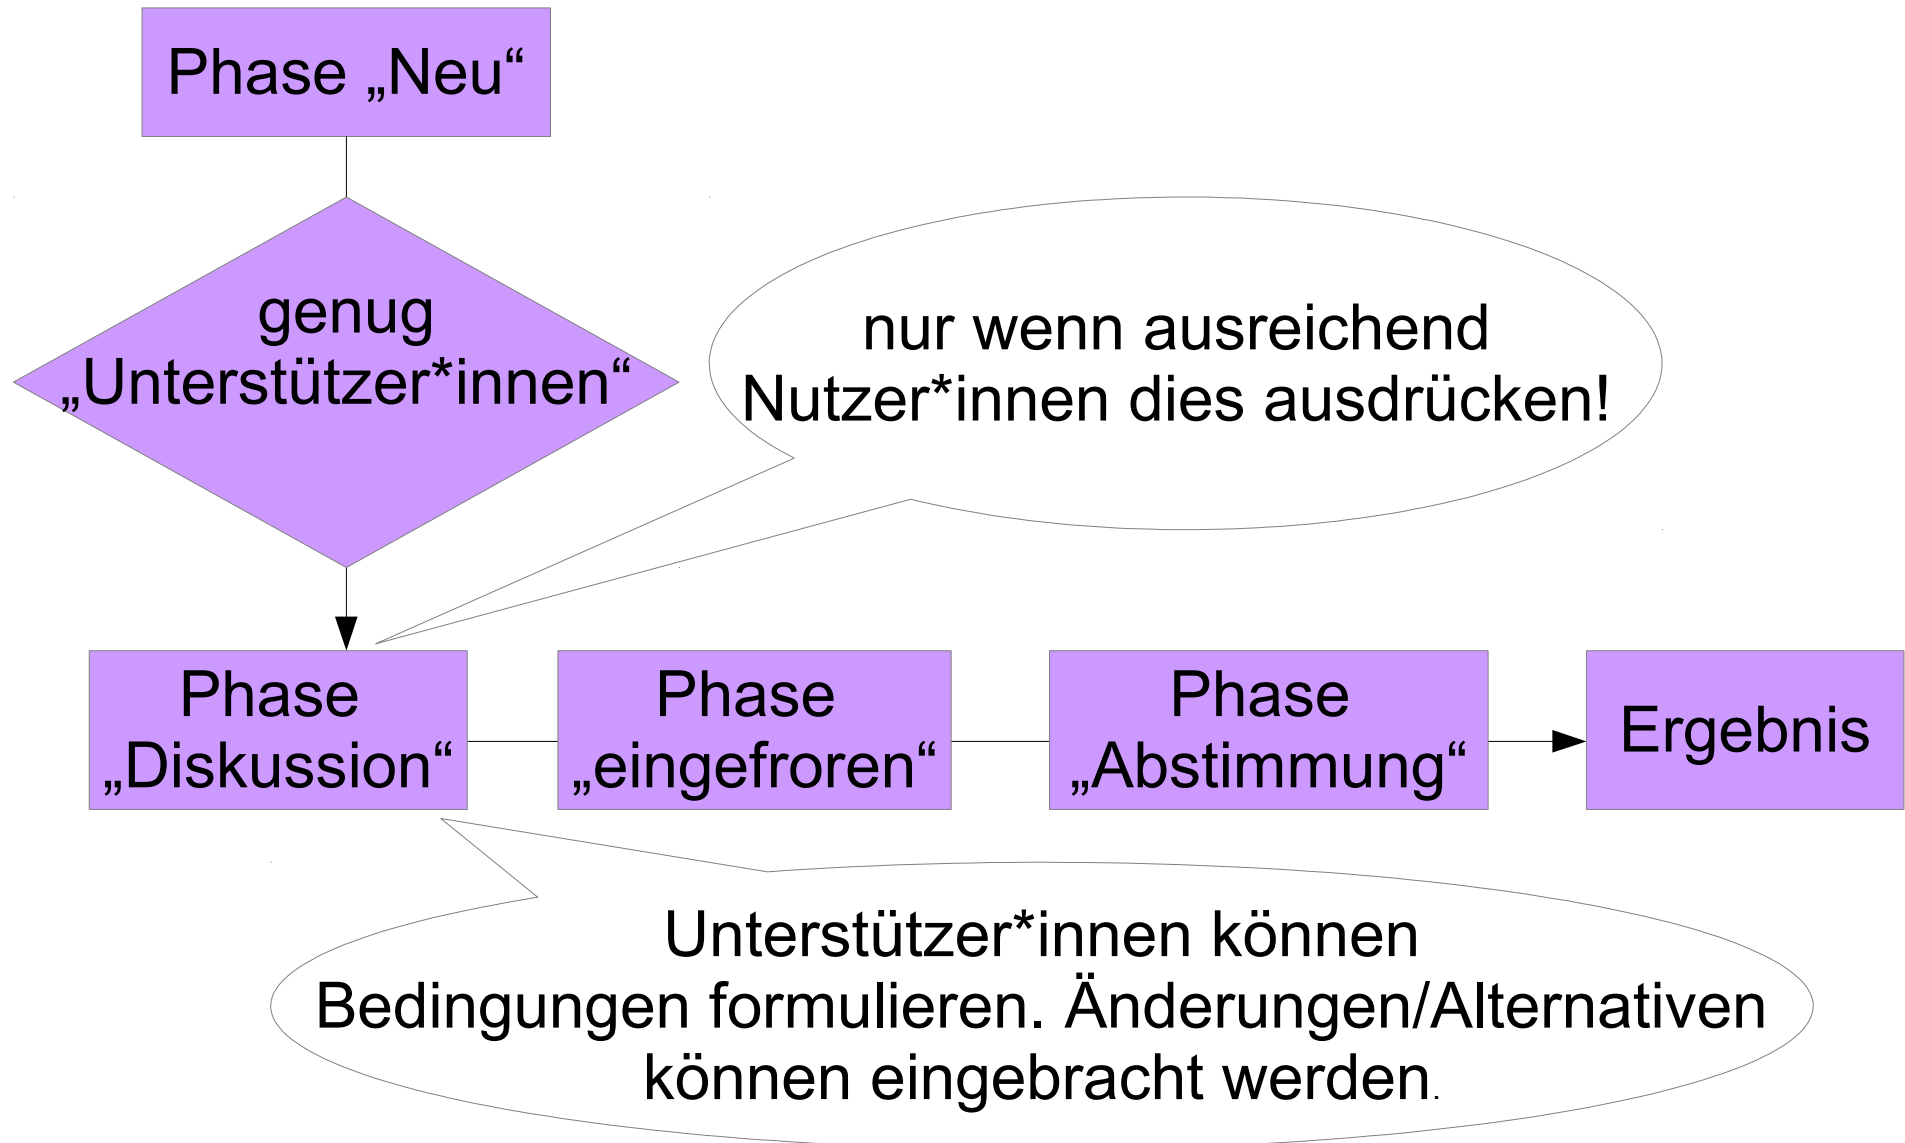 Phase „Neu“
genug
„Unterstützer*innen“
nur wenn ausreichend
Nutzer*innen dies ausdrücken!
Phase
„Diskussion“
Phase
„eingefroren“
Phase
„Abstimmung“
Ergebnis
Unterstützer*innen können
Bedingungen formulieren. Änderungen/Alternativen
können eingebracht werden.